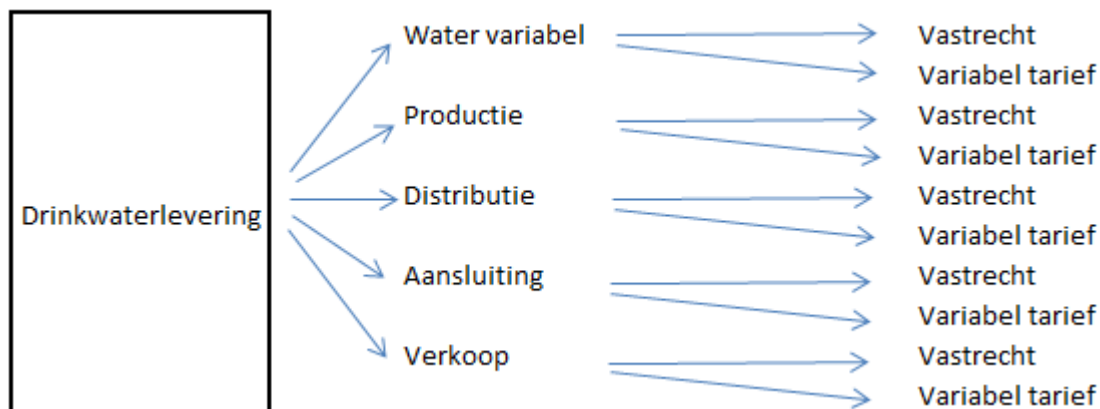 Drinkwaterlevering
Water variabel
Vastrecht
Variabel tarief
Productie
Vastrecht
Variabel tarief
Distributie
Vastrecht
Variabel tarief
Aansluiting
Vastrecht
Variabel tarief
Verkoop
Vastrecht
Variabel tarief